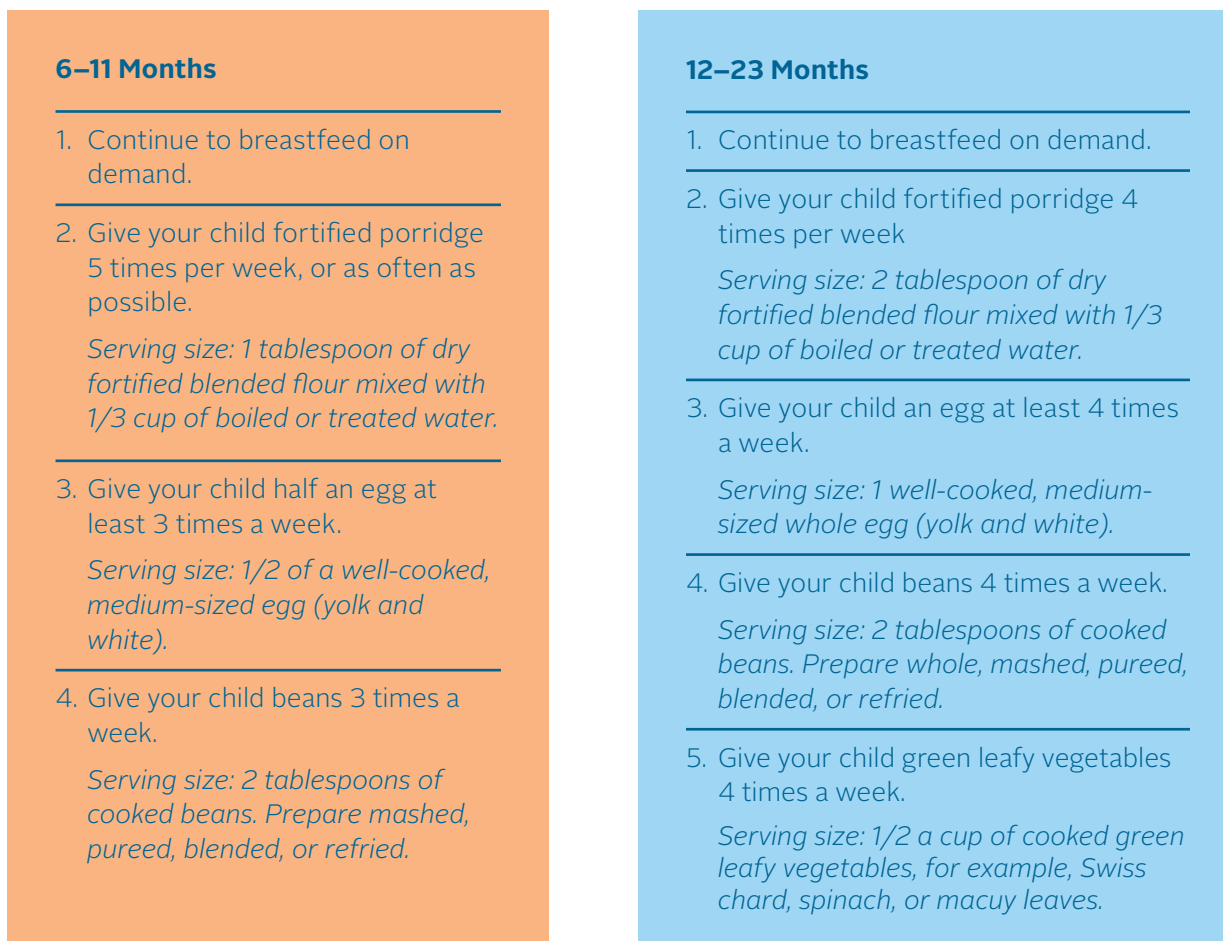 6–11 Months
1. Continue to breastfeed on
demand.
2. Give your child fortified porridge
5 times per week, or as often as
possible.
Serving size: 1 tablespoon of dry
fortified blended flour mixed with
1/3 cup of boiled or treated water.
3. Give your child half an egg at
least 3 times a week.
Serving size: 1/2 of a well-cooked,
medium-sized egg (yolk and
white).
4. Give your child beans 3 times a
week.
Serving size: 2 tablespoons of
cooked beans. Prepare mashed,
pureed, blended, or refried.
12–23 Months
1. Continue to breastfeed on demand.
2. Give your child fortified porridge 4
times per week
Serving size: 2 tablespoon of dry
fortified blended flour mixed with 1/3
cup of boiled or treated water.
3. Give your child an egg at least 4 times
a week.
Serving size: 1 well-cooked, medium-
sized whole egg (yolk and white).
4. Give your child beans 4 times a week.
Serving size: 2 tablespoons of cooked
beans. Prepare whole, mashed, pureed,
blended, or refried.
5. Give your child green leafy vegetables
4 times a week.
Serving size: 1/2 a cup of cooked green
leafy vegetables, for example, Swiss
chard, spinach, or macuy leaves.